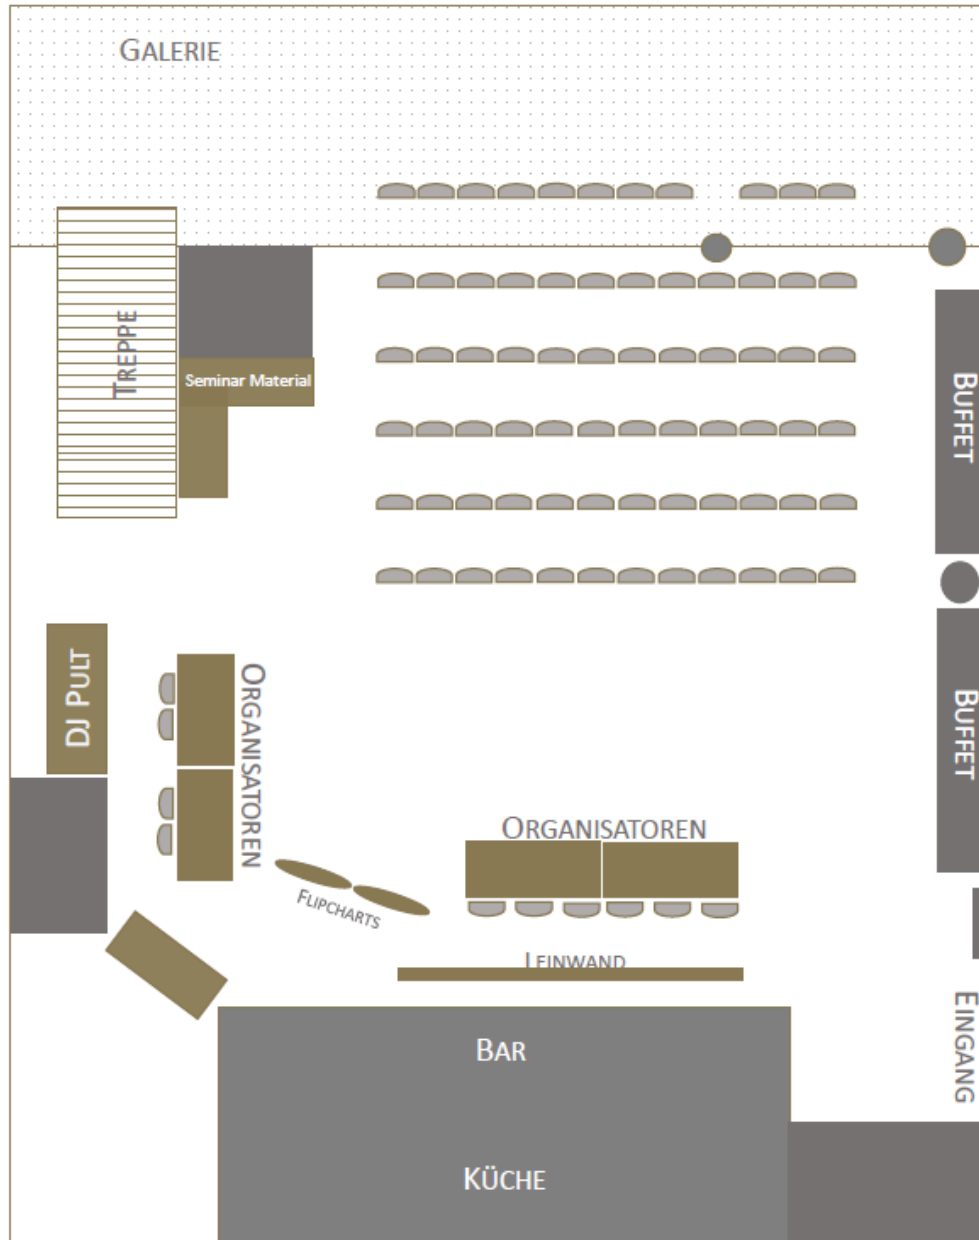 GALERIE
TREPPE
Seminar Material
BUFFET
DJ PULT
ORGANISATOREN
BUFFET
ORGANISATOREN
FLIPCHARTS
LEINWAND
EINGANG
BAR
KÜCHE